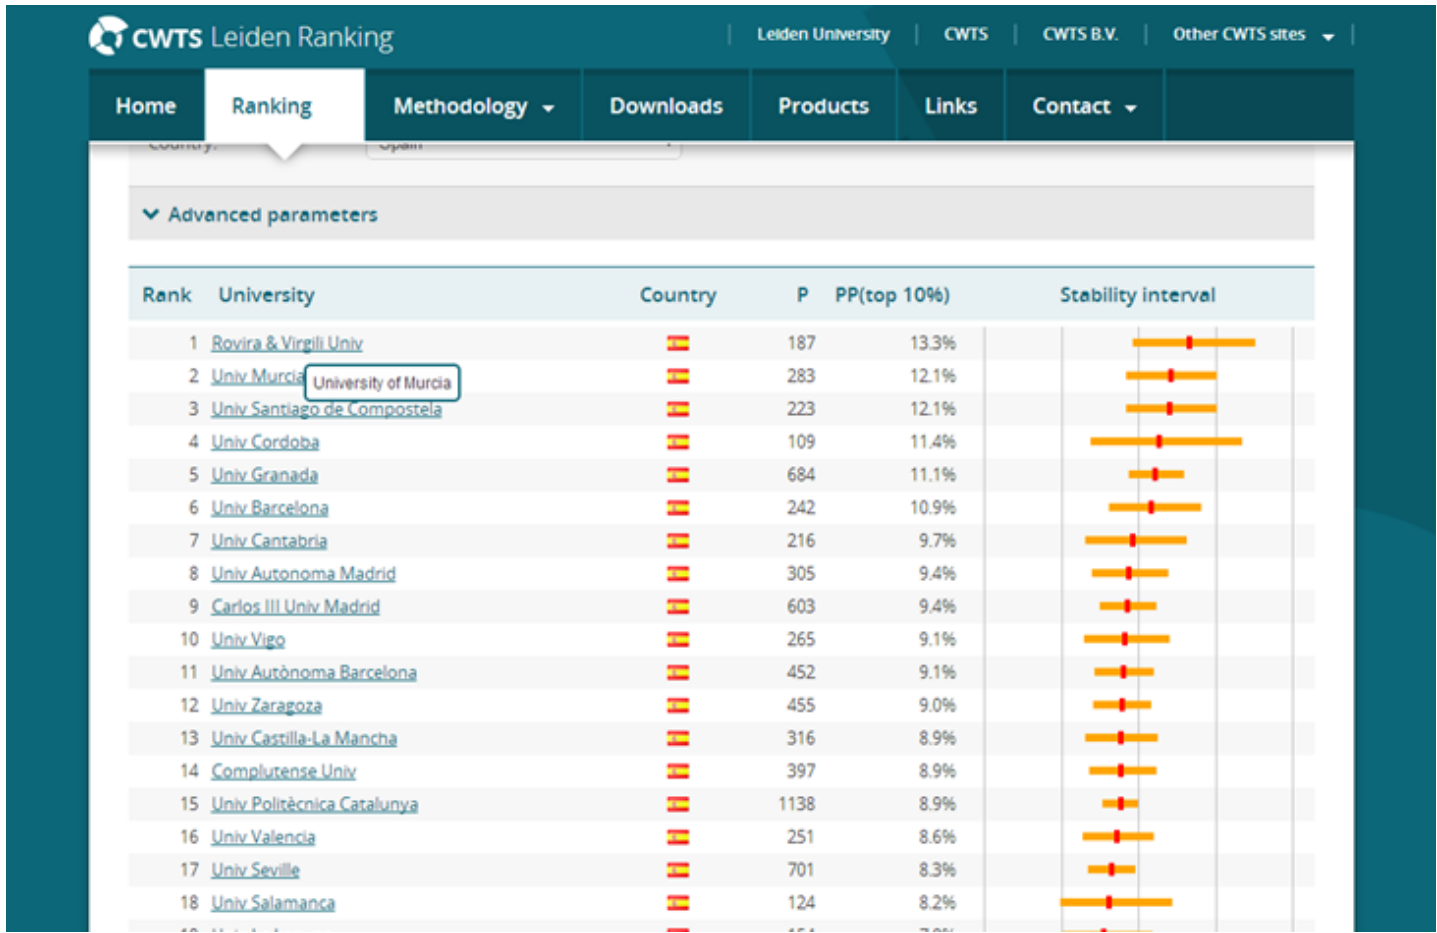 CWTS Leiden Ranking
Leiden University | CWTS | CWTS B.V. | Other CWTS sites
Home Ranking Methodology Downloads Products Links Contact
Country: Spain
Advanced parameters
Rank University Country P PP(top 10%) Stability interval
1 Rovira & Virgili Univ 187 13.3%
2 Univ Murcia 283 12.1%
University of Murcia
3 Univ Santiago de Compostela 223 12.1%
4 Univ Cordoba 109 11.4%
5 Univ Granada 684 11.1%
6 Univ Barcelona 242 10.9%
7 Univ Cantabria 216 9.7%
8 Univ Autonoma Madrid 305 9.4%
9 Carlos III Univ Madrid 603 9.4%
10 Univ Vigo 265 9.1%
11 Univ Autònoma Barcelona 452 9.1%
12 Univ Zaragoza 455 9.0%
13 Univ Castilla-La Mancha 316 8.9%
14 Complutense Univ 397 8.9%
15 Univ Politècnica Catalunya 1138 8.9%
16 Univ Valencia 251 8.6%
17 Univ Seville 701 8.3%
18 Univ Salamanca 124 8.2%